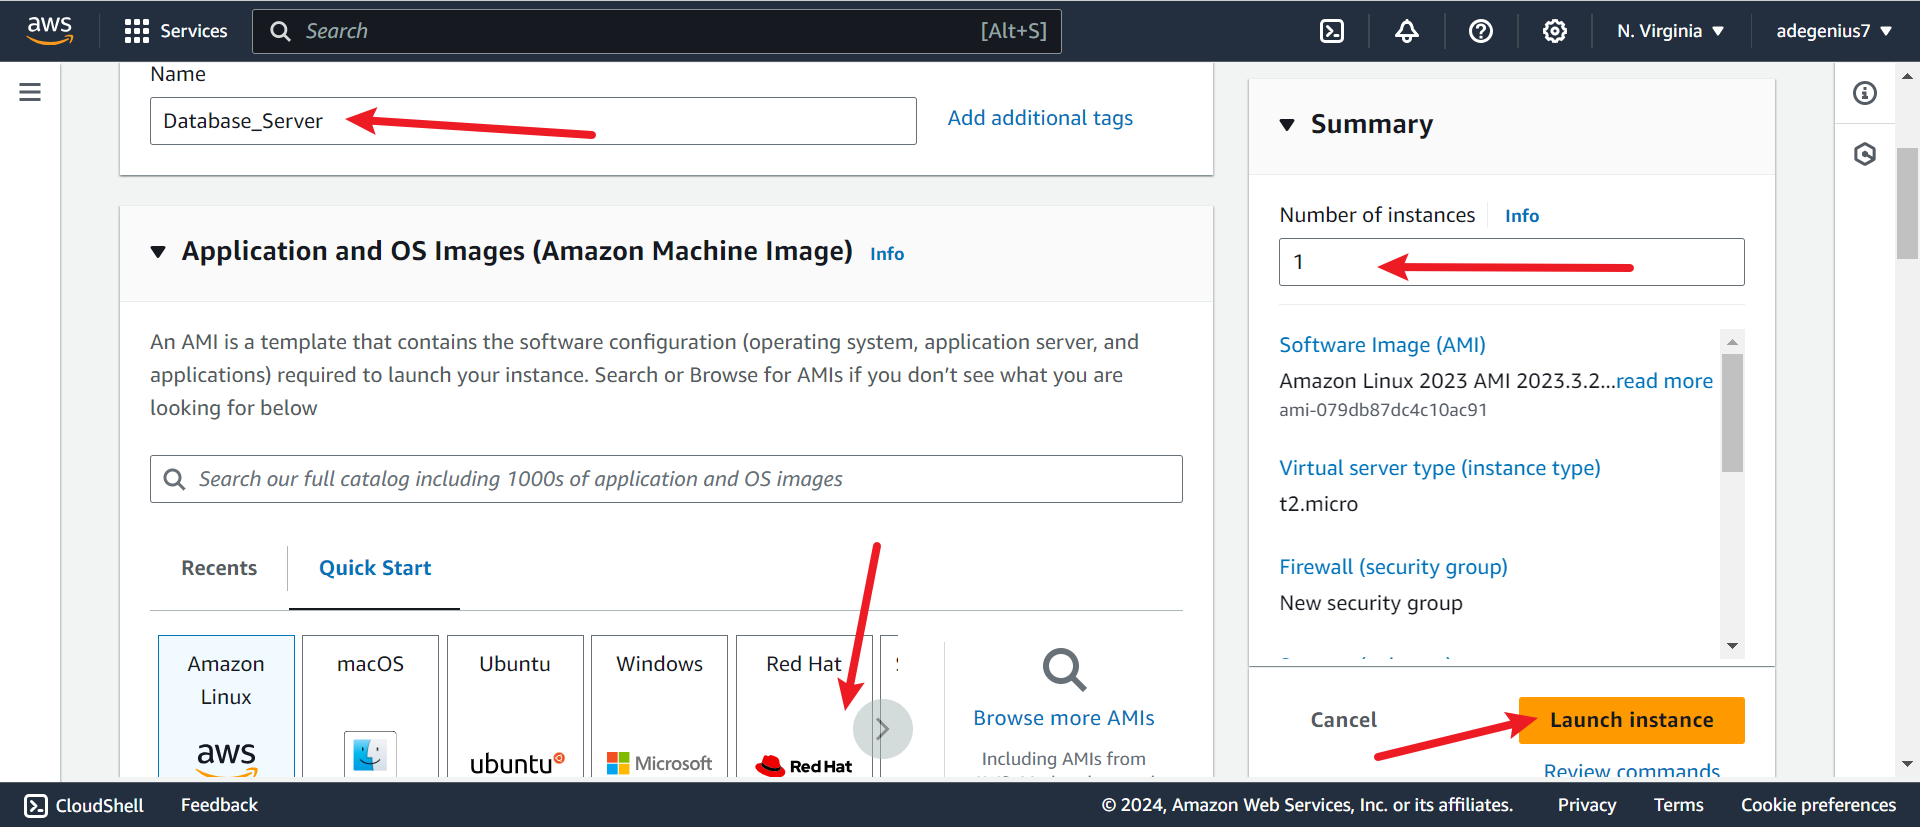 aws
Services
Search
[Alt+S]
N. Virginia
adegenius7
Name
Database_Server
Add additional tags
Application and OS Images (Amazon Machine Image) Info
An AMI is a template that contains the software configuration (operating system, application server, and
applications) required to launch your instance. Search or Browse for AMIs if you don’t see what you are
looking for below
Search our full catalog including 1000s of application and OS images
Recents
Quick Start
Amazon
Linux
aws
macOS
Ubuntu
ubuntu
Windows
Microsoft
Red Hat
Red Hat
Browse more AMIs
Including AMIs from
Summary
Number of instances
Info
1
Software Image (AMI)
Amazon Linux 2023 AMI 2023.3.2...read more
ami-079db87dc4c10ac91
Virtual server type (instance type)
t2.micro
Firewall (security group)
New security group
Cancel
Launch instance
Review commands
CloudShell
Feedback
© 2024, Amazon Web Services, Inc. or its affiliates.
Privacy
Terms
Cookie preferences